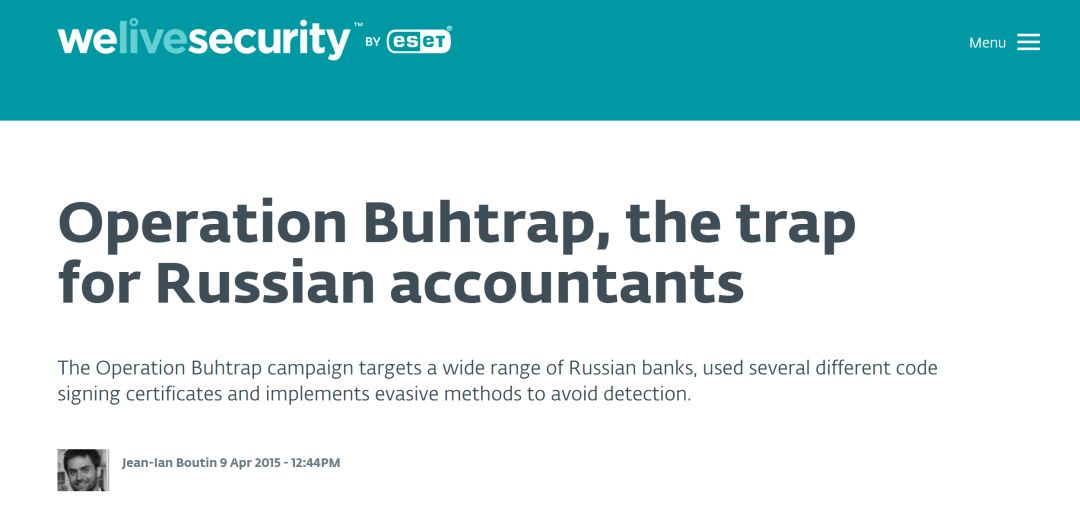 welivesecurity™ BY eset®
Menu
Operation Buhtrap, the trap
for Russian accountants
The Operation Buhtrap campaign targets a wide range of Russian banks, used several different code
signing certificates and implements evasive methods to avoid detection.
Jean-Ian Boutin 9 Apr 2015 - 12:44PM